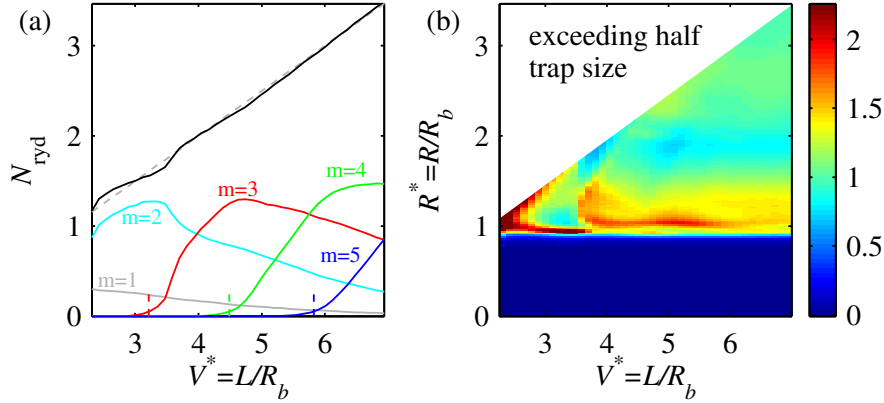 (a)
N_ryd
3
2
1
0
m=1
m=2
m=3
m=4
m=5
3
4
5
6
V^*=L/R_b
(b)
exceeding half
trap size
R^*=R/R_b
3
2
1
0
3
4
5
6
V^*=L/R_b
2
1.5
1
0.5
0